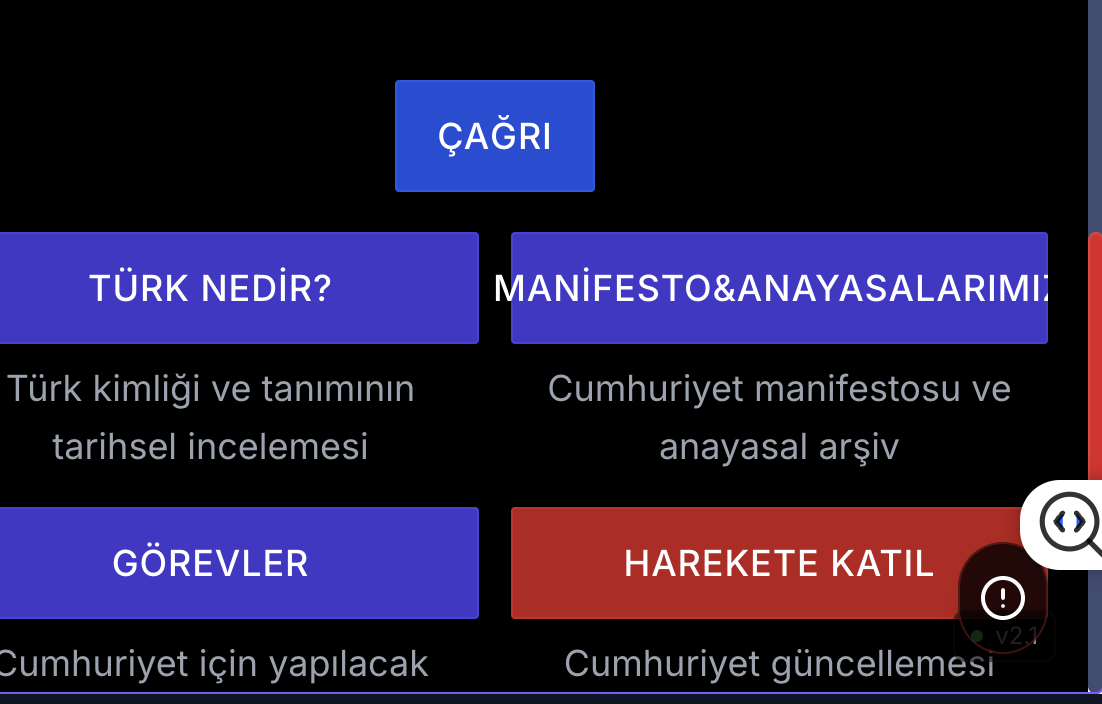 ÇAĞRI
TÜRK NEDİR?
MANİFESTO&ANAYASALARIMIZ
Türk kimliği ve tanımının
tarihsel incelemesi
Cumhuriyet manifestosu ve
anayasal arşiv
GÖREVLER
HAREKETE KATIL
Cumhuriyet için yapılacak
Cumhuriyet güncellemesi
v2.1